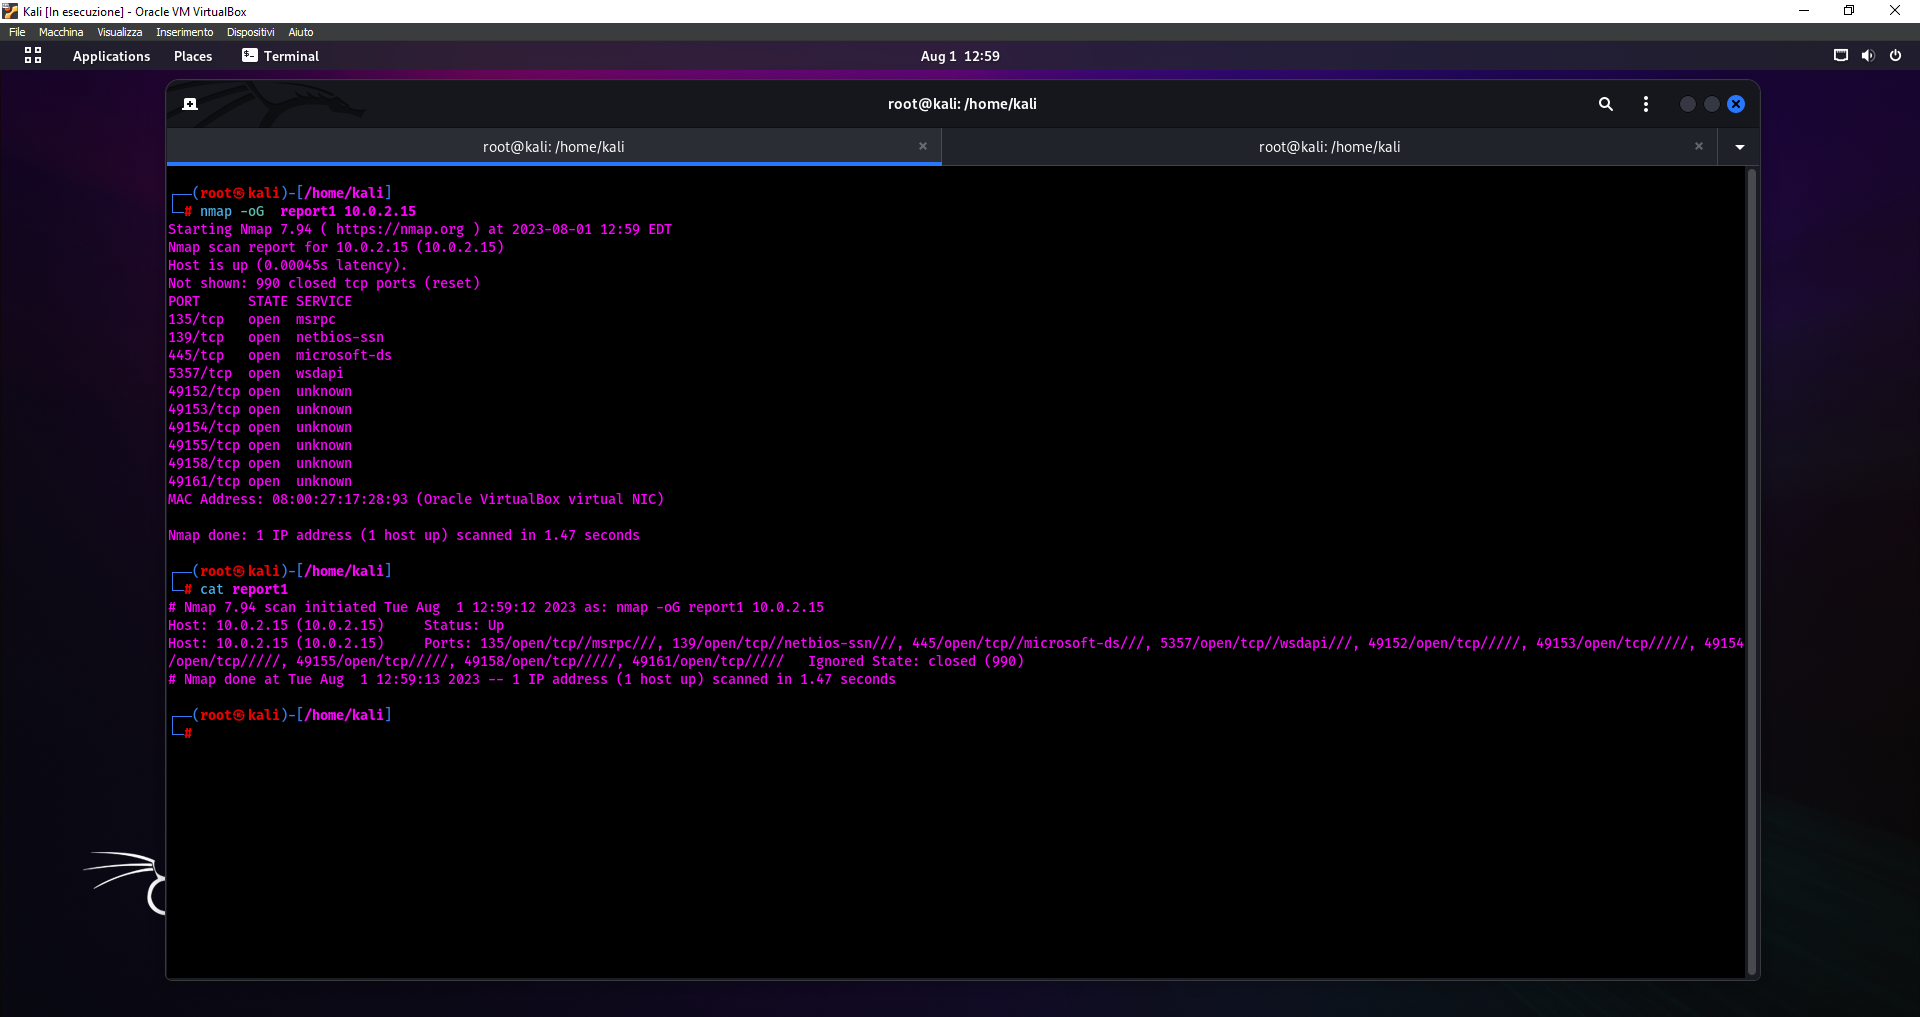 Kali [In esecuzione] - Oracle VM VirtualBox
File Macchina Visualizza Inserimento Dispositivi Aiuto
Applications Places Terminal Aug 1 12:59
root@kali: /home/kali
root@kali: /home/kali root@kali: /home/kali
(root㉿kali)-[/home/kali]
# nmap -oG  report1 10.0.2.15
Starting Nmap 7.94 ( https://nmap.org ) at 2023-08-01 12:59 EDT
Nmap scan report for 10.0.2.15 (10.0.2.15)
Host is up (0.00045s latency).
Not shown: 990 closed tcp ports (reset)
PORT      STATE SERVICE
135/tcp   open  msrpc
139/tcp   open  netbios-ssn
445/tcp   open  microsoft-ds
5357/tcp  open  wsdapi
49152/tcp open  unknown
49153/tcp open  unknown
49154/tcp open  unknown
49155/tcp open  unknown
49158/tcp open  unknown
49161/tcp open  unknown
MAC Address: 08:00:27:17:28:93 (Oracle VirtualBox virtual NIC)
Nmap done: 1 IP address (1 host up) scanned in 1.47 seconds
(root㉿kali)-[/home/kali]
# cat report1
# Nmap 7.94 scan initiated Tue Aug  1 12:59:12 2023 as: nmap -oG report1 10.0.2.15
Host: 10.0.2.15 (10.0.2.15)     Status: Up
Host: 10.0.2.15 (10.0.2.15)     Ports: 135/open/tcp//msrpc///, 139/open/tcp//netbios-ssn///, 445/open/tcp//microsoft-ds///, 5357/open/tcp//wsdapi///, 49152/open/tcp/////, 49153/open/tcp/////, 49154
/open/tcp/////, 49155/open/tcp/////, 49158/open/tcp/////, 49161/open/tcp/////   Ignored State: closed (990)
# Nmap done at Tue Aug  1 12:59:13 2023 -- 1 IP address (1 host up) scanned in 1.47 seconds
(root㉿kali)-[/home/kali]
#